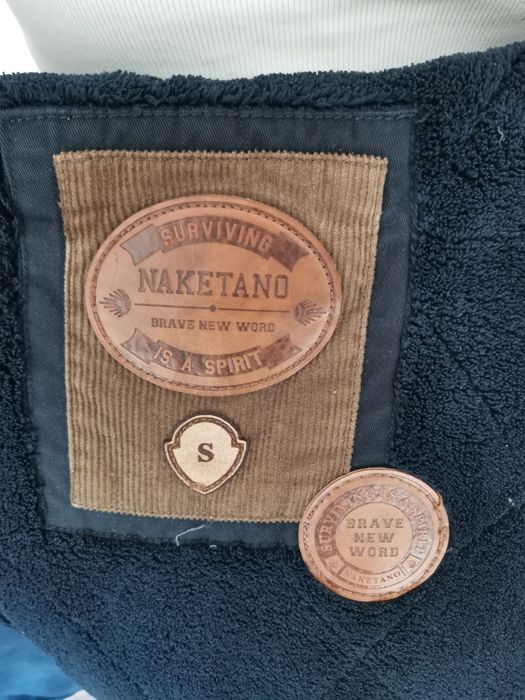 SURVIVING
NAKETANO
BRAVE NEW WORD
IS A SPIRIT
S
SURVIVING IS A SPIRIT
BRAVE
NEW
WORD
NAKETANO